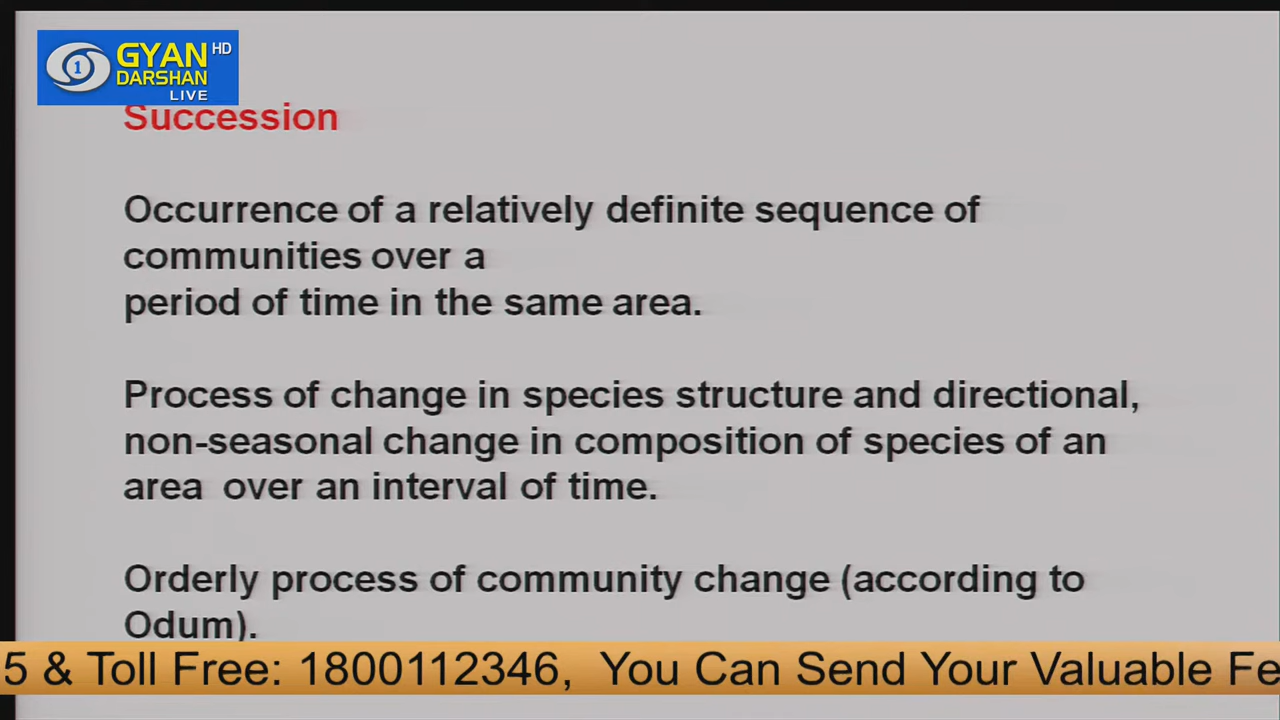 GYAN HD
DARSHAN
LIVE
1
Succession
Occurrence of a relatively definite sequence of
communities over a
period of time in the same area.
Process of change in species structure and directional,
non-seasonal change in composition of species of an
area over an interval of time.
Orderly process of community change (according to
Odum).
5 & Toll Free: 1800112346, You Can Send Your Valuable Fe